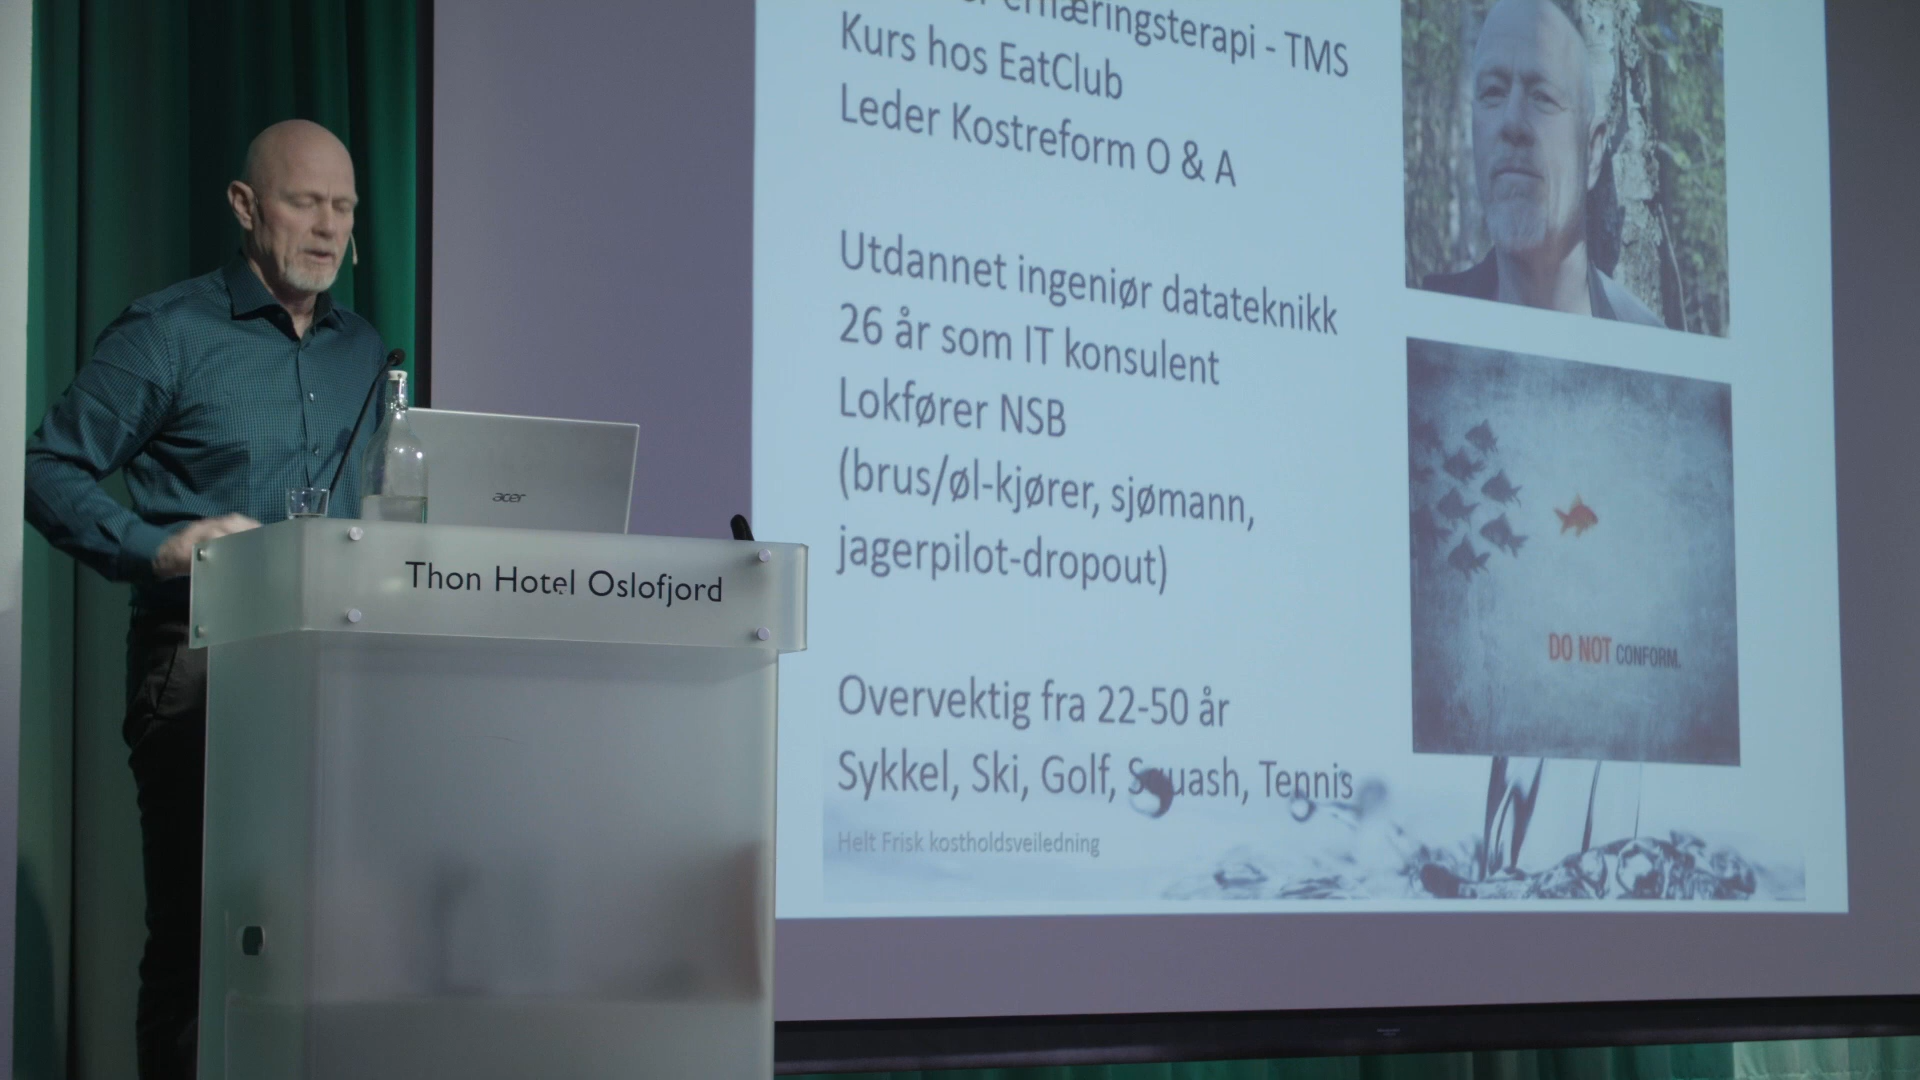 ernæringsterapi - TMS
Kurs hos EatClub
Leder Kostreform O & A
Utdannet ingeniør datateknikk
26 år som IT konsulent
Lokfører NSB
(brus/øl-kjører, sjømann,
jagerpilot-dropout)
Overvektig fra 22-50 år
Sykkel, Ski, Golf, Squash, Tennis
Helt Frisk kostholdsveiledning
DO NOT CONFORM.
acer
Thon Hotel Oslofjord